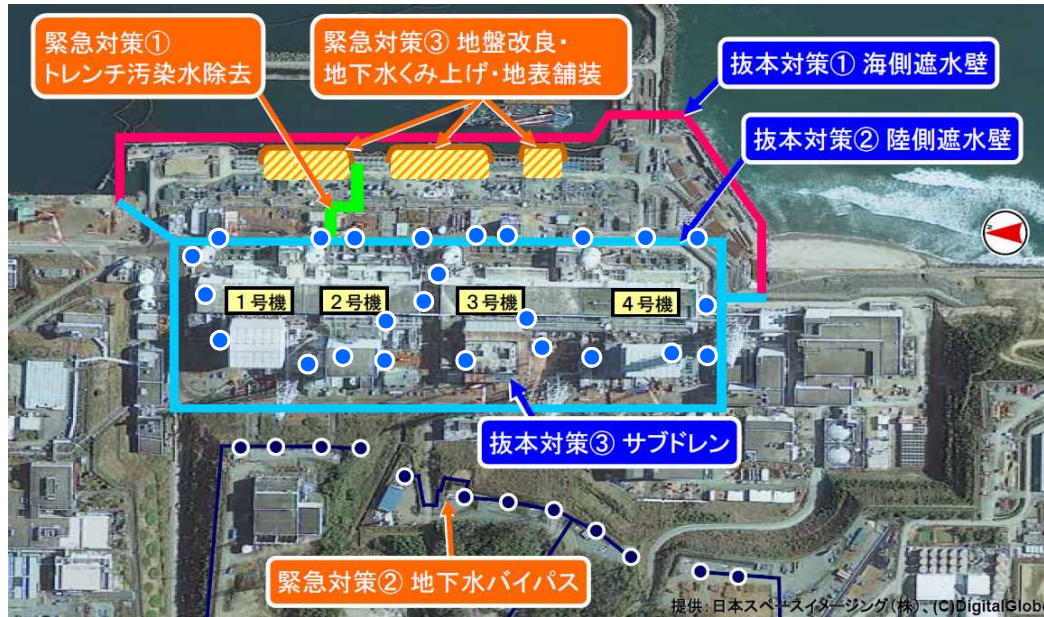 緊急対策①
トレンチ汚染水除去
緊急対策③ 地盤改良・
地下水くみ上げ・地表舗装
抜本対策① 海側遮水壁
抜本対策② 陸側遮水壁
1号機
2号機
3号機
4号機
抜本対策③ サブドレン
緊急対策② 地下水バイパス
提供：日本スペースイメージング（株）、(C)DigitalGlobe